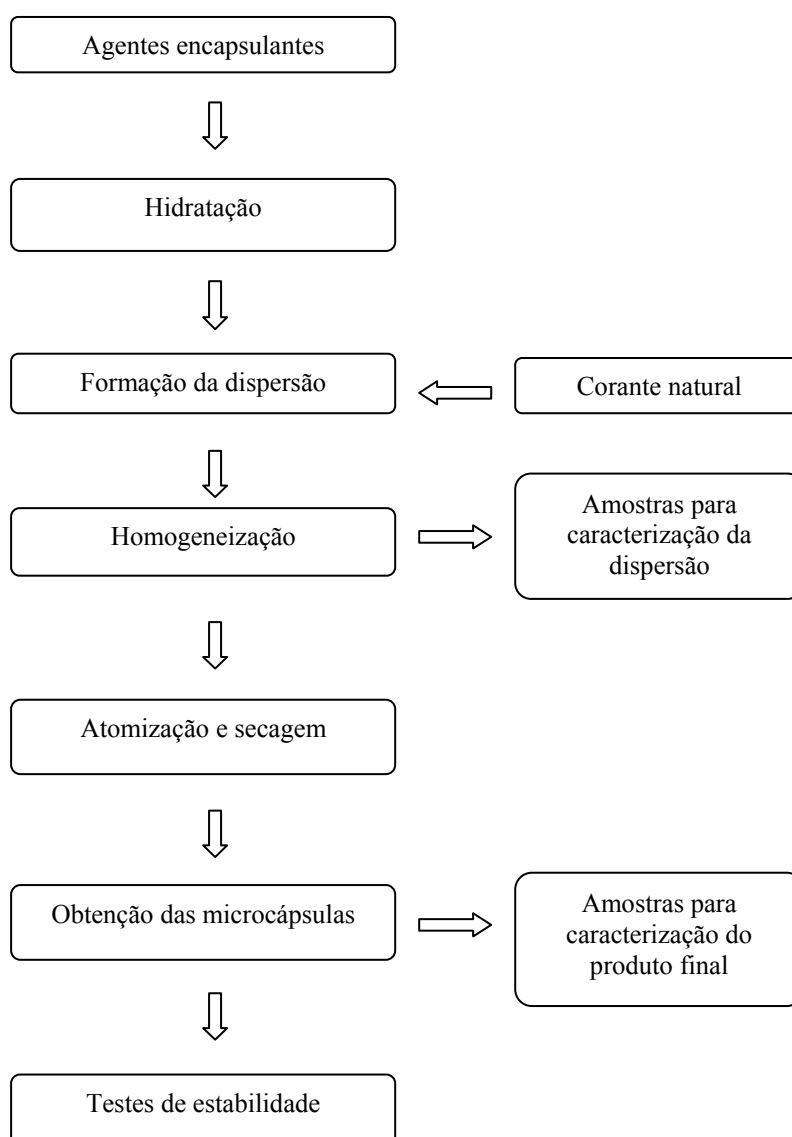 Agentes encapsulantes
Hidratação
Formação da dispersão
Corante natural
Homogeneização
Amostras para
caracterização da
dispersão
Atomização e secagem
Obtenção das microcápsulas
Amostras para
caracterização do
produto final
Testes de estabilidade